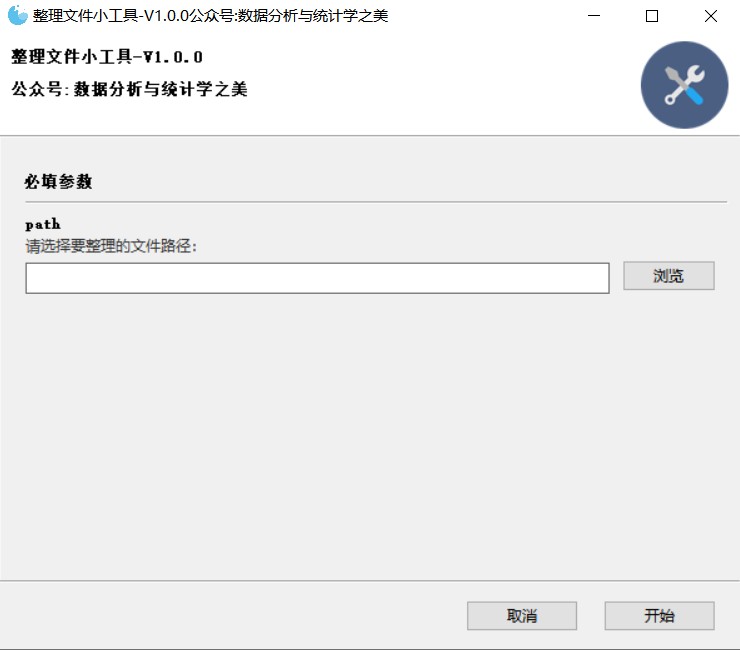 整理文件小工具-V1.0.0公众号:数据分析与统计学之美
整理文件小工具-V1.0.0
公众号:数据分析与统计学之美
必填参数
path
请选择要整理的文件路径:
浏览
取消
开始